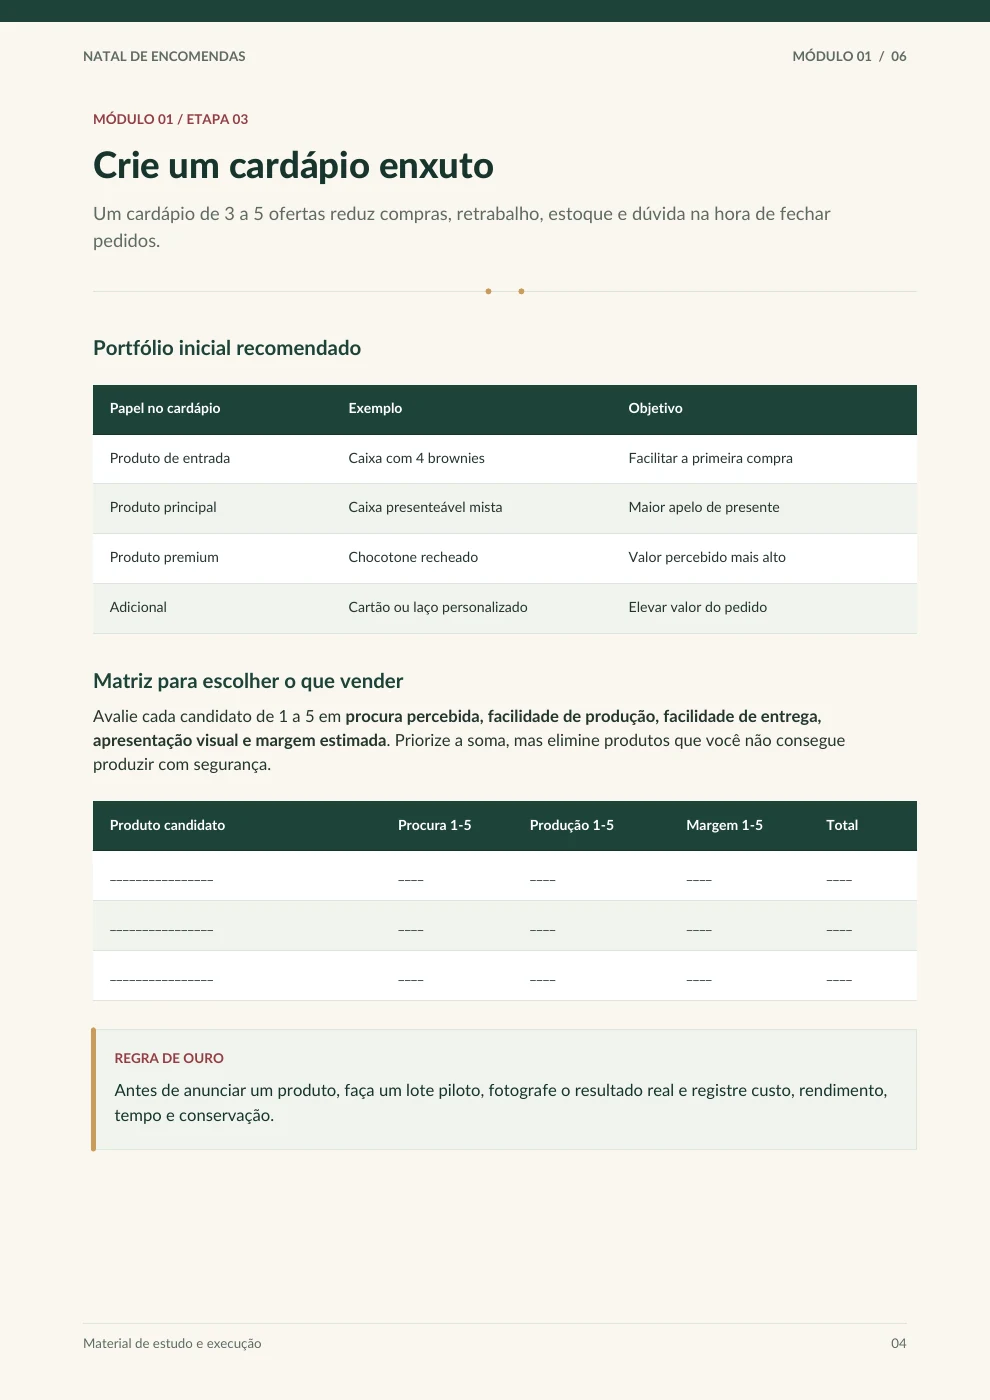 NATAL DE ENCOMENDAS
MÓDULO 01 / 06
MÓDULO 01 / ETAPA 03
Crie um cardápio enxuto
Um cardápio de 3 a 5 ofertas reduz compras, retrabalho, estoque e dúvida na hora de fechar
pedidos.
Portfólio inicial recomendado
Papel no cardápio Exemplo Objetivo
Produto de entrada Caixa com 4 brownies Facilitar a primeira compra
Produto principal Caixa presenteável mista Maior apelo de presente
Produto premium Chocotone recheado Valor percebido mais alto
Adicional Cartão ou laço personalizado Elevar valor do pedido
Matriz para escolher o que vender
Avalie cada candidato de 1 a 5 em procura percebida, facilidade de produção, facilidade de entrega,
apresentação visual e margem estimada. Priorize a soma, mas elimine produtos que você não consegue
produzir com segurança.
Produto candidato Procura 1-5 Produção 1-5 Margem 1-5 Total
________________ ____ ____ ____ ____
________________ ____ ____ ____ ____
________________ ____ ____ ____ ____
REGRA DE OURO
Antes de anunciar um produto, faça um lote piloto, fotografe o resultado real e registre custo, rendimento,
tempo e conservação.
Material de estudo e execução
04